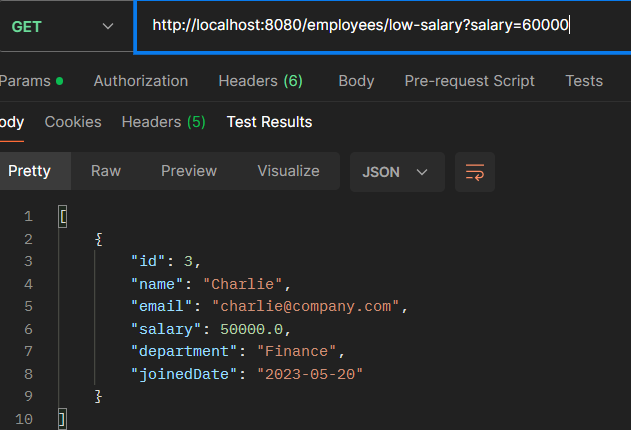 GET http://localhost:8080/employees/low-salary?salary=60000
Params Authorization Headers (6) Body Pre-request Script Tests
ody Cookies Headers (5) Test Results
Pretty Raw Preview Visualize JSON
1 [
2 {
3 "id": 3,
4 "name": "Charlie",
5 "email": "charlie@company.com",
6 "salary": 50000.0,
7 "department": "Finance",
8 "joinedDate": "2023-05-20"
9 }
10 ]